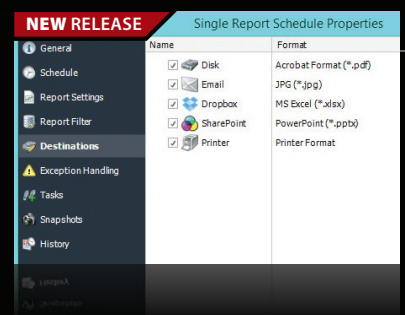 NEW RELEASE
Single Report Schedule Properties
General
Schedule
Report Settings
Report Filter
Destinations
Exception Handling
Tasks
Snapshots
History
Name Format
Disk Acrobat Format (*.pdf)
Email JPG (*.jpg)
Dropbox MS Excel (*.xlsx)
SharePoint PowerPoint (*.pptx)
Printer Printer Format